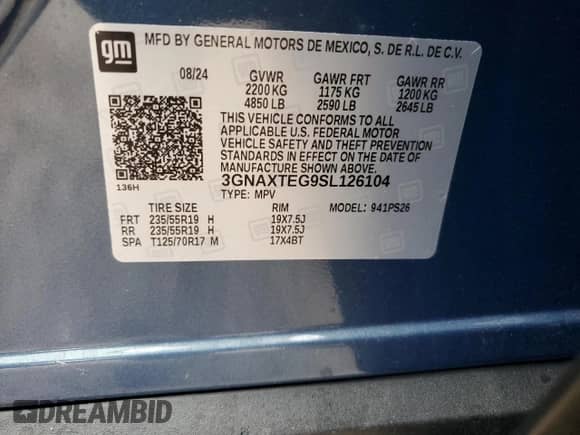 gm
MFD BY GENERAL MOTORS DE MEXICO, S. DE R.L. DE C.V.
08/24 GVWR GAWR FRT GAWR RR
2200 KG 1175 KG 1200 KG
4850 LB 2590 LB 2645 LB
THIS VEHICLE CONFORMS TO ALL
APPLICABLE U.S. FEDERAL MOTOR
VEHICLE SAFETY AND THEFT
PREVENTION STANDARDS IN
EFFECT ON THE DATE OF
MANUFACTURE SHOWN ABOVE.
136H
3GNAXTEG9SL126104
TYPE: MPV
TIRE SIZE RIM MODEL: 941PS26
FRT 235/55R19 H 19X7.5J
RR 235/55R19 H 19X7.5J
SPA T125/70R17 M 17X4BT
DREAMBID